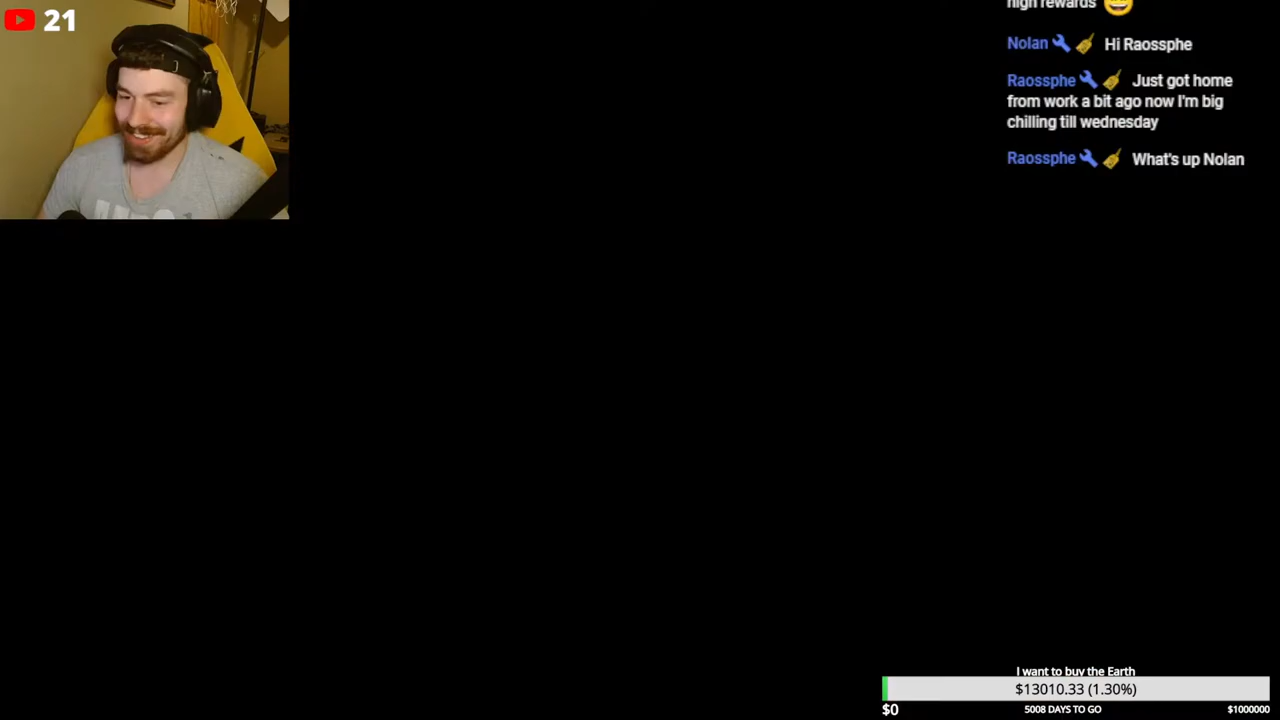 21
high rewards
Nolan Hi Raossphe
Raossphe Just got home
from work a bit ago now I'm big
chilling till wednesday
Raossphe What's up Nolan
I want to buy the Earth
$13010.33 (1.30%)
$0 5008 DAYS TO GO $1000000